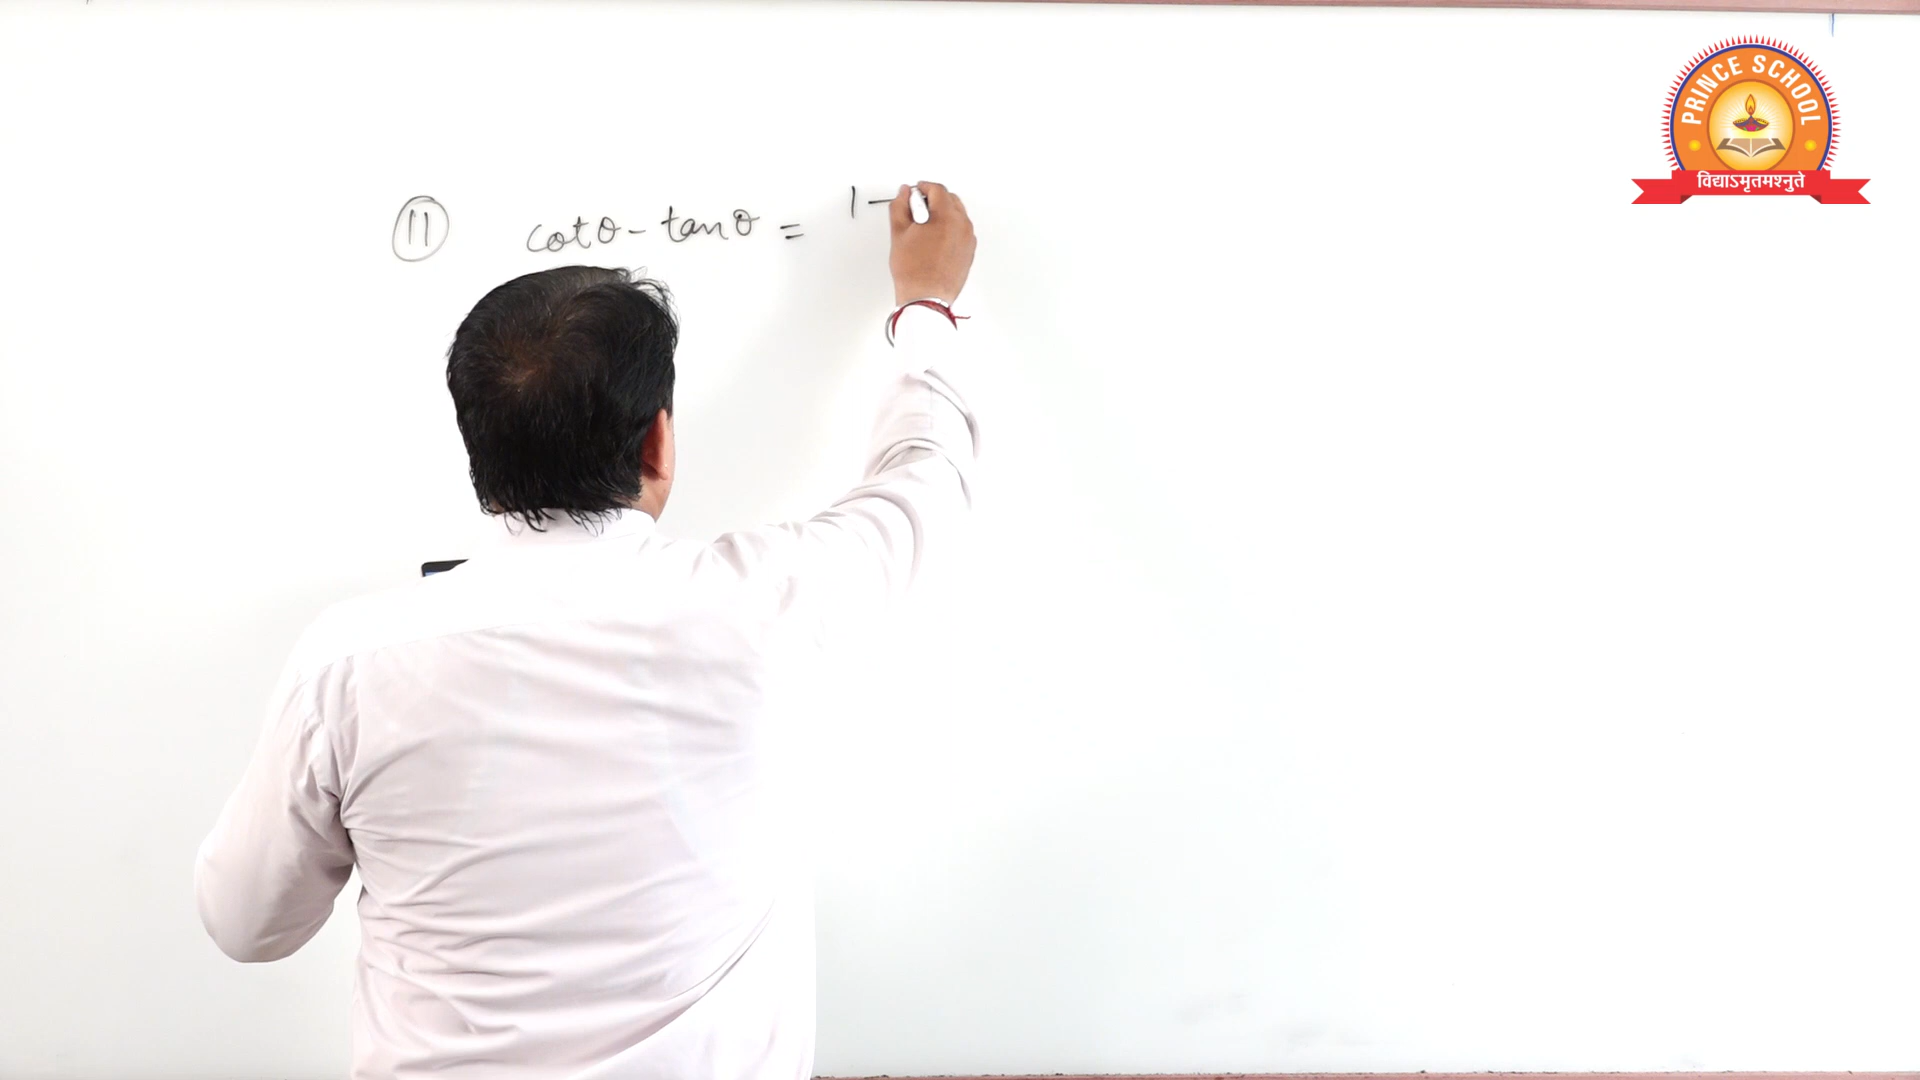 PRINCE SCHOOL
विद्याऽमृतमश्नुते
11 cotθ - tanθ = 1 -